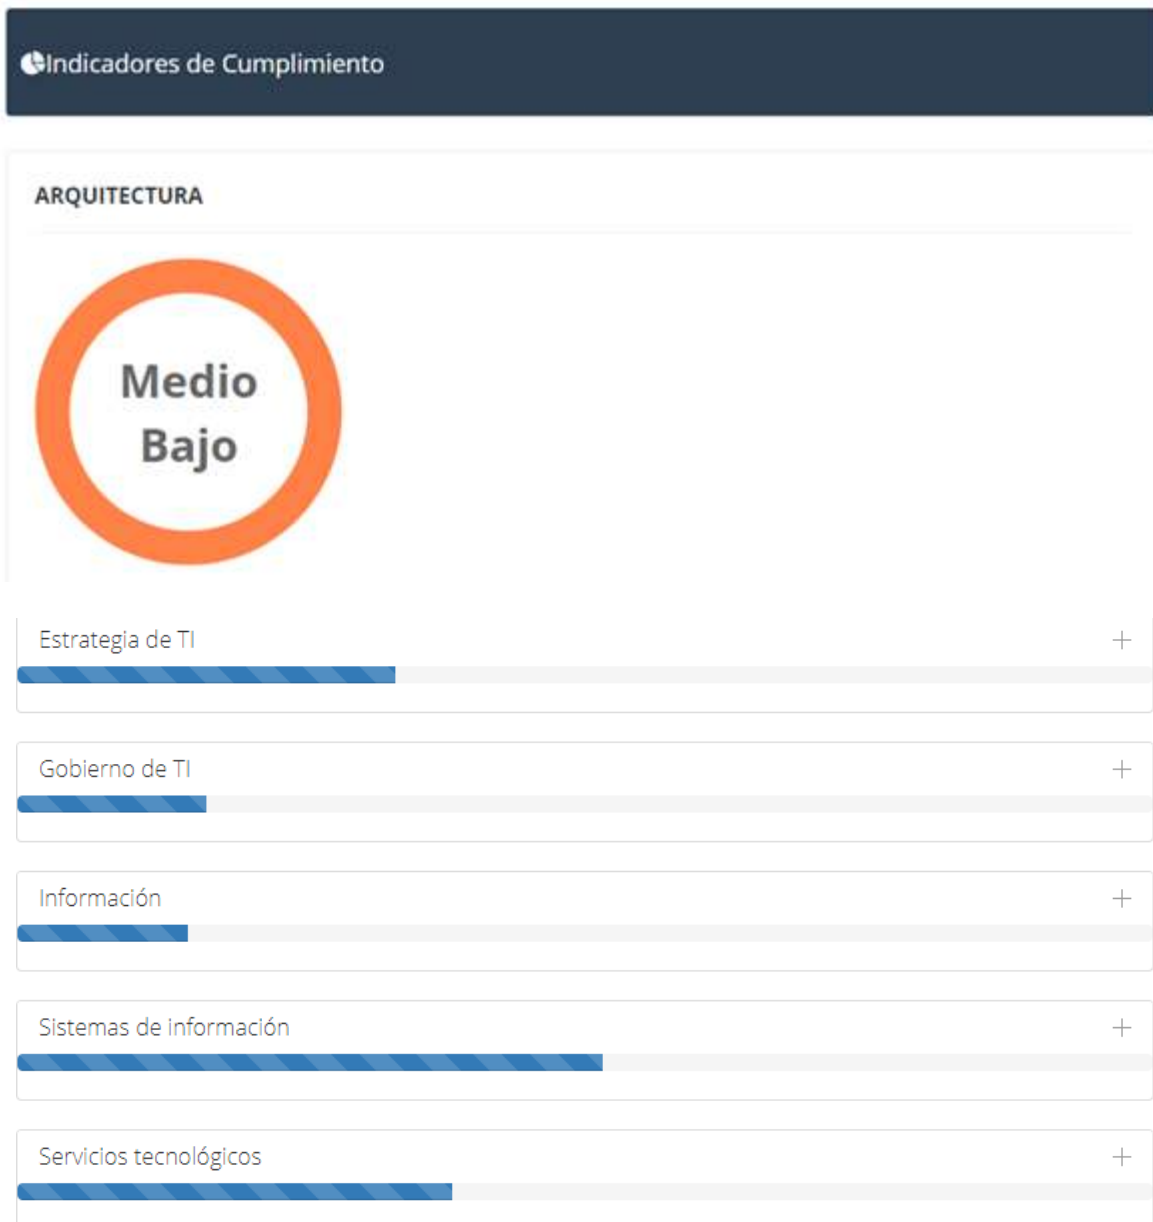 Indicadores de Cumplimiento
ARQUITECTURA
Medio
Bajo
Estrategia de TI
Gobierno de TI
Información
Sistemas de información
Servicios tecnológicos